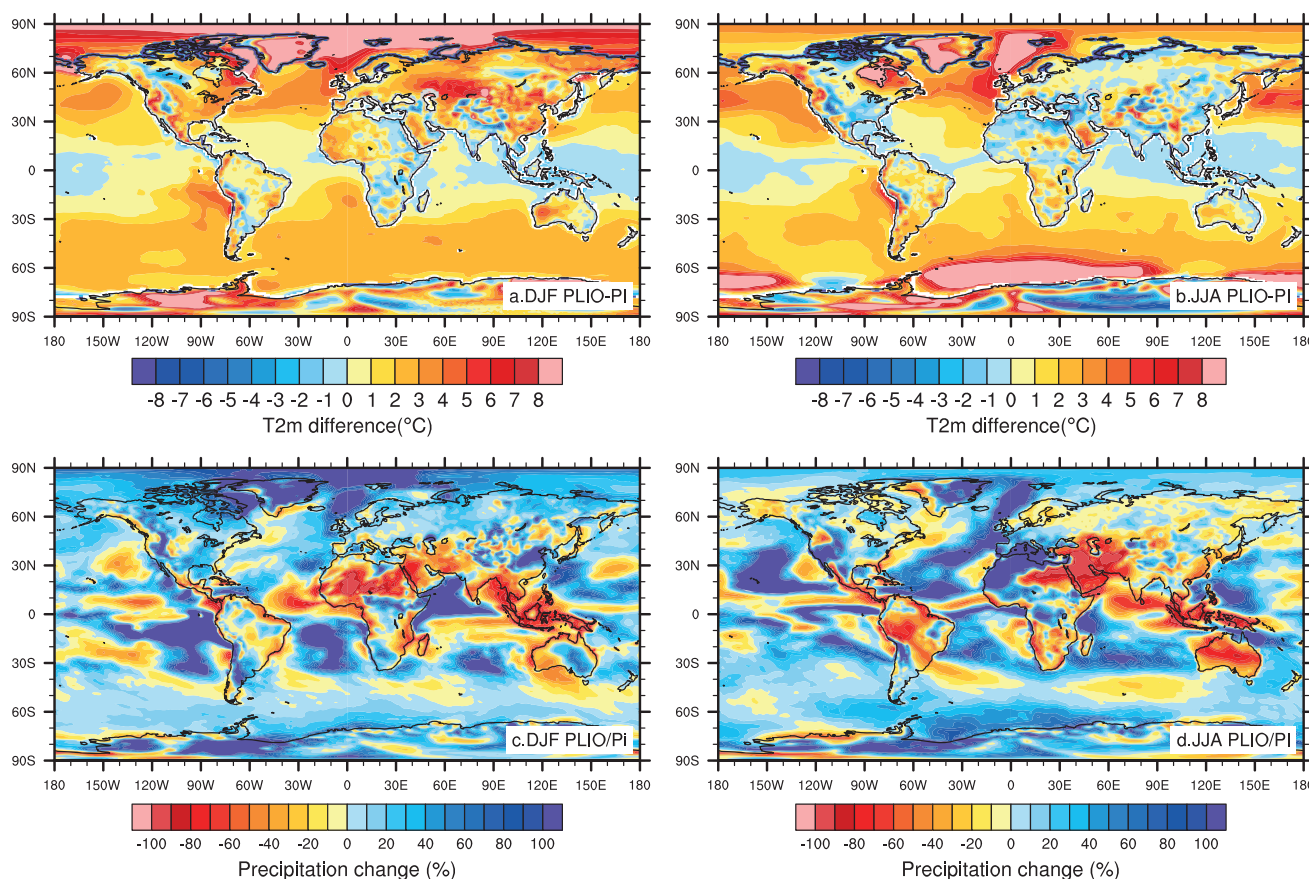 90N
60N
30N
0
30S
60S
90S
a.DJF PLIO-PI
180 150W 120W 90W 60W 30W 0 30E 60E 90E 120E 150E 180
-8 -7 -6 -5 -4 -3 -2 -1 0 1 2 3 4 5 6 7 8
T2m difference(°C)
90N
60N
30N
0
30S
60S
90S
b.JJA PLIO-PI
180 150W 120W 90W 60W 30W 0 30E 60E 90E 120E 150E 180
-8 -7 -6 -5 -4 -3 -2 -1 0 1 2 3 4 5 6 7 8
T2m difference(°C)
90N
60N
30N
0
30S
60S
90S
c.DJF PLIO/Pi
180 150W 120W 90W 60W 30W 0 30E 60E 90E 120E 150E 180
-100 -80 -60 -40 -20 0 20 40 60 80 100
Precipitation change (%)
90N
60N
30N
0
30S
60S
90S
d.JJA PLIO/PI
180 150W 120W 90W 60W 30W 0 30E 60E 90E 120E 150E 180
-100 -80 -60 -40 -20 0 20 40 60 80 100
Precipitation change (%)